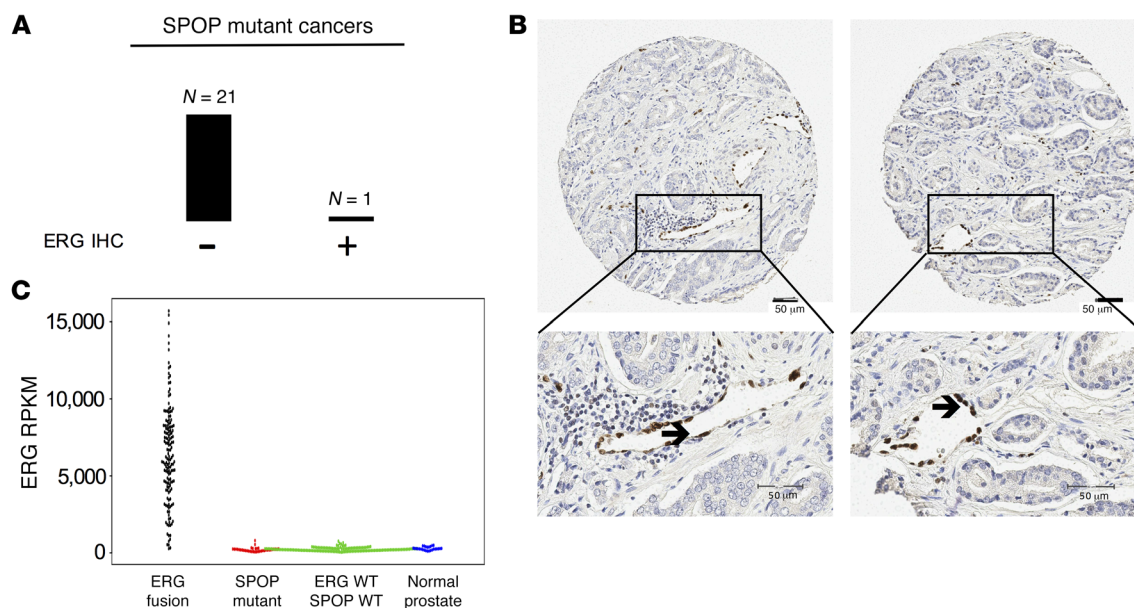 A
SPOP mutant cancers
N = 21
N = 1
ERG IHC - +
B
50 μm
50 μm
50 μm
50 μm
C
15,000
10,000
5,000
0
ERG RPKM
ERG fusion
SPOP mutant
ERG WT SPOP WT
Normal prostate